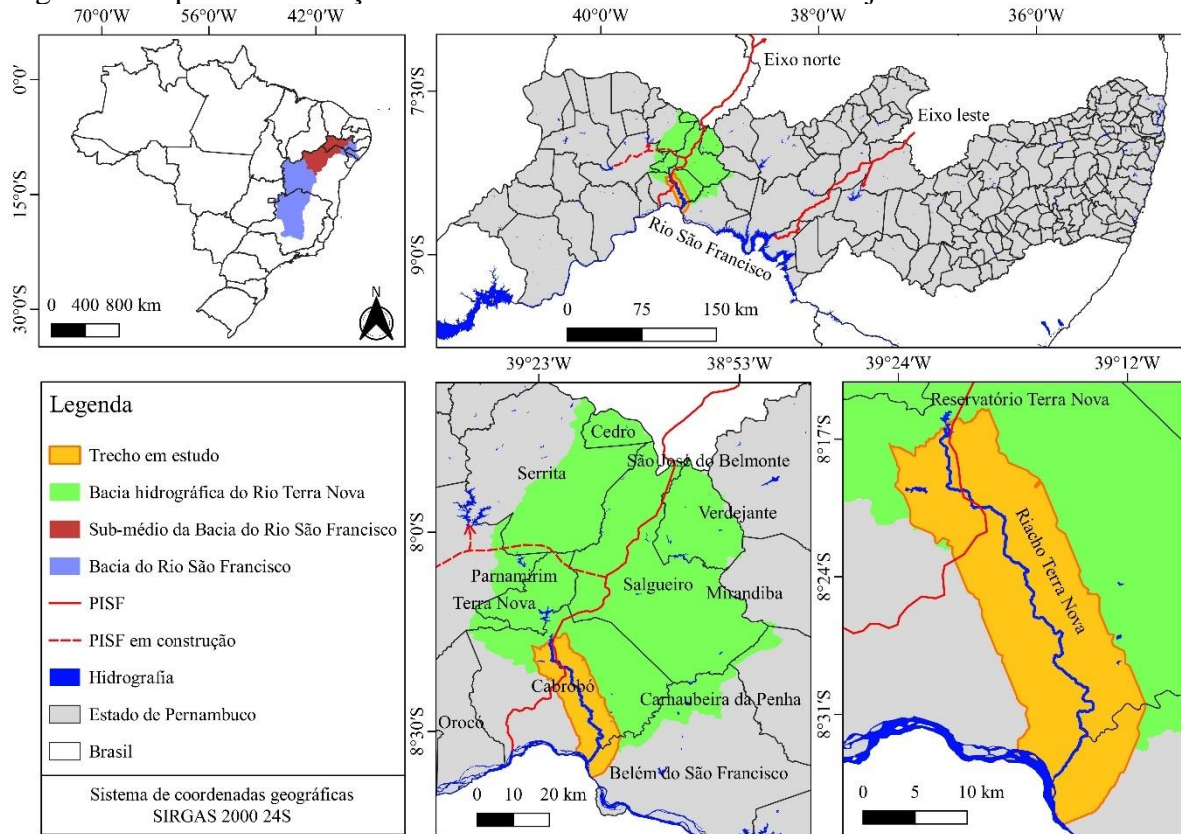 70°0'W 56°0'W 42°0'W
0°0'
15°0'S
30°0'S
0 400 800 km
N
40°0'W 38°0'W 36°0'W
7°30'S
9°0'S
Eixo norte
Eixo leste
Rio São Francisco
0 75 150 km
Legenda
Trecho em estudo
Bacia hidrográfica do Rio Terra Nova
Sub-médio da Bacia do Rio São Francisco
Bacia do Rio São Francisco
PISF
PISF em construção
Hidrografia
Estado de Pernambuco
Brasil
Sistema de coordenadas geográficas
SIRGAS 2000 24S
39°23'W 38°53'W
8°0'S
8°30'S
Cedro
Serrita
São José do Belmonte
Verdejante
Parnamirim
Salgueiro
Terra Nova
Mirandiba
Cabrobó
Carnaubeira da Penha
Orocó
Belém do São Francisco
0 10 20 km
39°24'W 39°12'W
8°17'S
8°24'S
8°31'S
Reservatório Terra Nova
Riacho Terra Nova
0 5 10 km